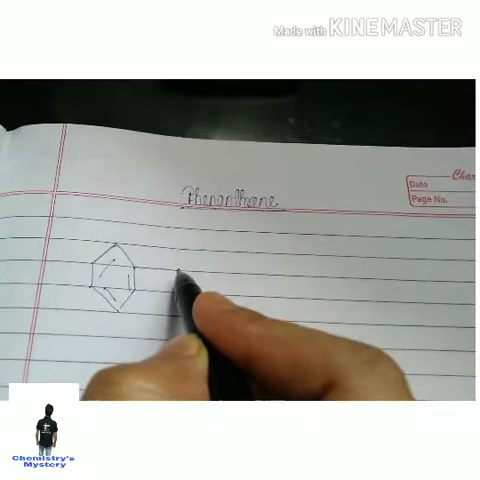 Made with KINEMASTER
Phenanthrene
Date
Page No.
Chemistry's
Mystery